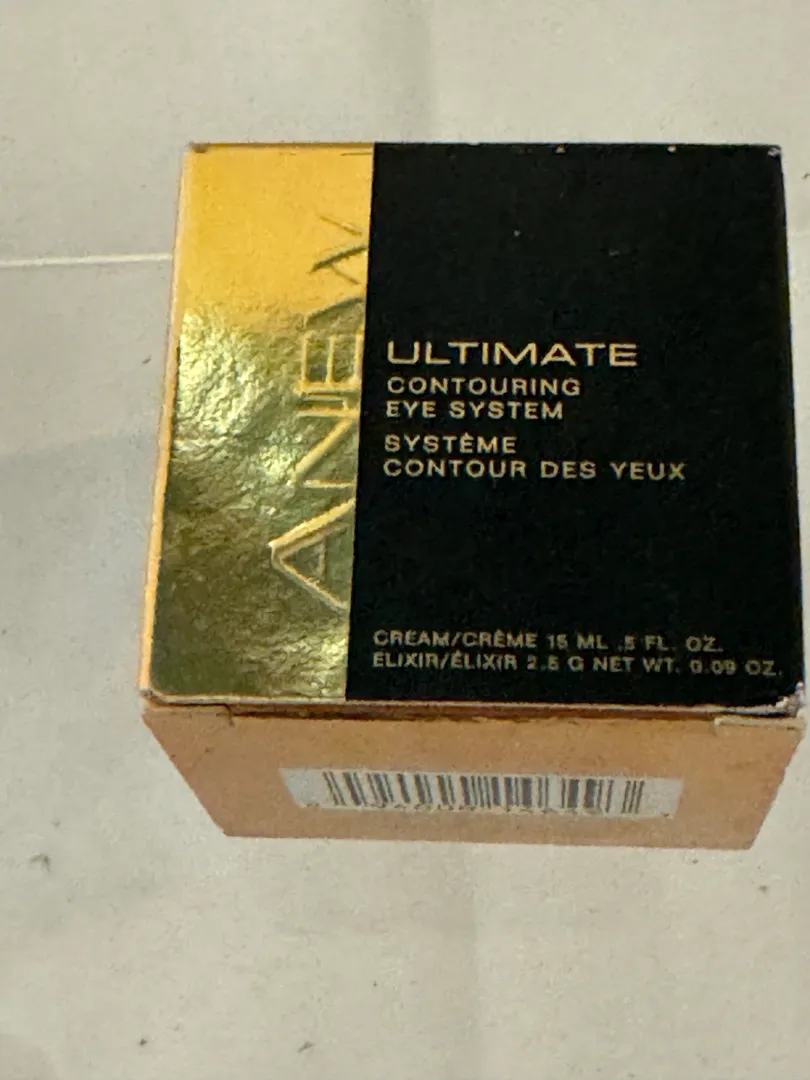 ANEW
ULTIMATE
CONTOURING
EYE SYSTEM
SYSTÈME
CONTOUR DES YEUX
CREAM/CRÈME 15 ML .5 FL. OZ.
ELIXIR/ÉLIXIR 2.5 G NET WT. 0.09 OZ.